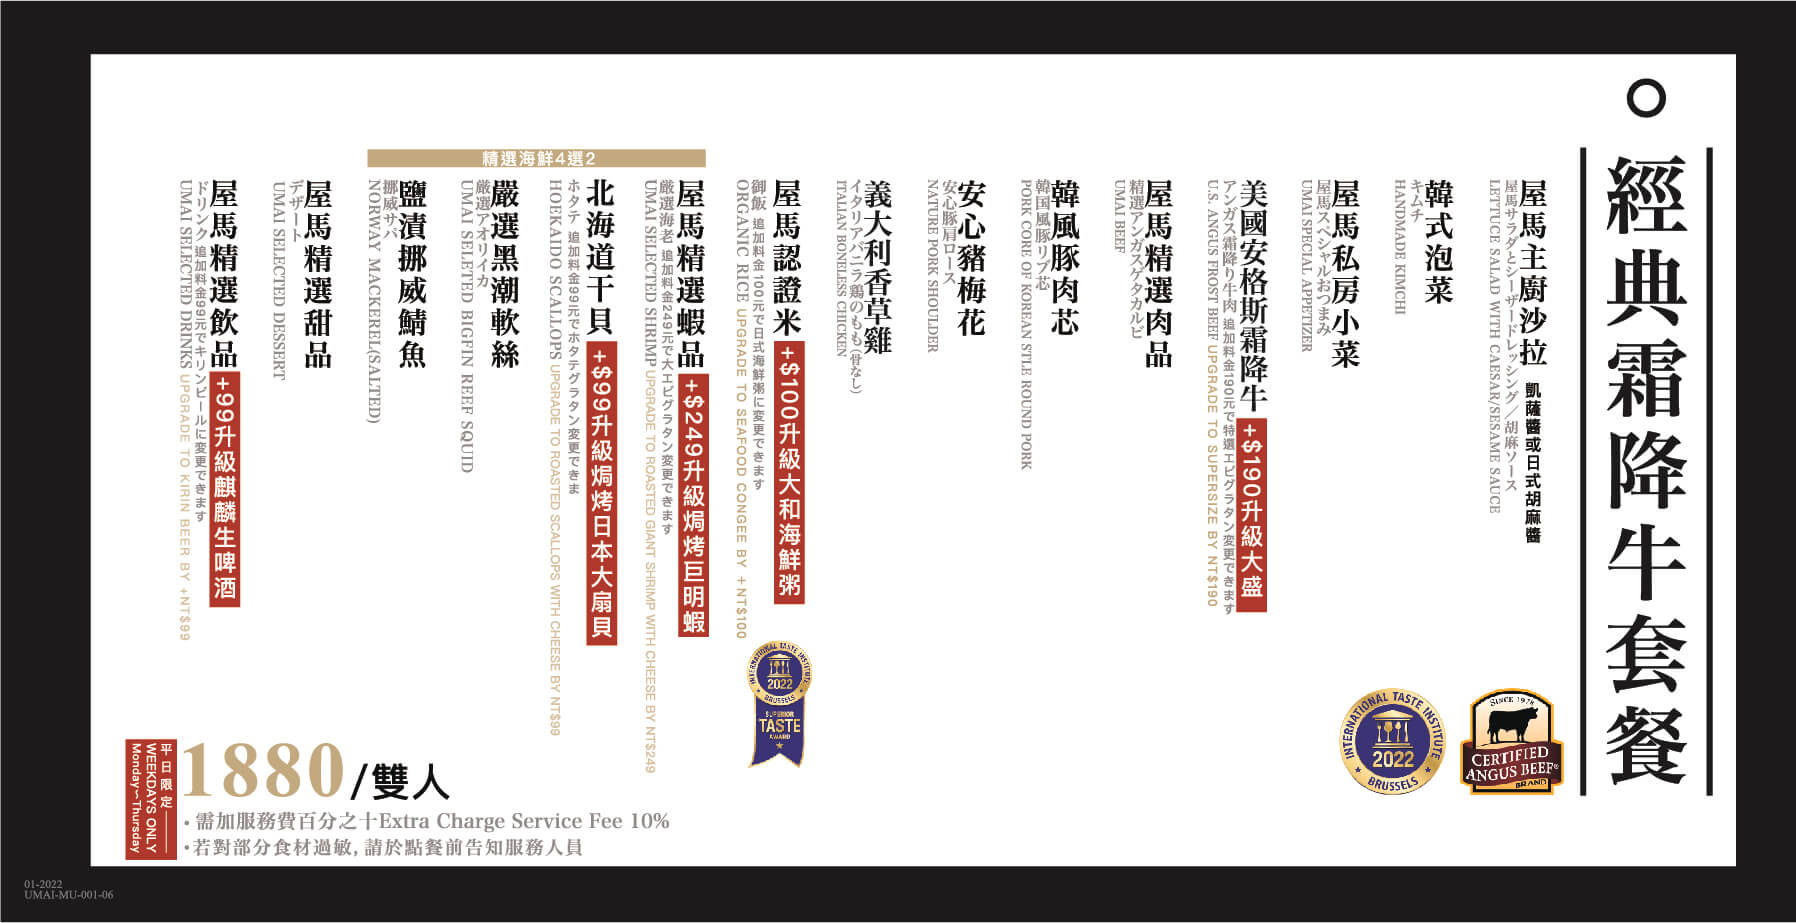 經典霜降牛套餐
屋馬主廚沙拉 凱薩醬或日式胡麻醬
屋馬サラダとシーザードレッシング／胡麻ソース
LETTUCE SALAD WITH CAESAR/SESAME SAUCE
韓式泡菜
キムチ
HANDMADE KIMCHI
屋馬私房小菜
屋馬スペシャルおつまみ
UMAI SPECIAL APPETIZER
美國安格斯霜降牛 +$190升級大盛
アンガス霜降り牛肉 追加料金190元で特選エビグラタン変更できます
U.S. ANGUS FROST BEEF UPGRADE TO SUPERSIZE BY NT$190
屋馬精選肉品
精選アンガスゲタカルビ
UMAI BEEF
韓風豚肉芯
韓国風豚リブ芯
PORK CORE OF KOREAN STLE ROUND PORK
安心豬梅花
安心豚肩ロース
NATURE PORK SHOULDER
義大利香草雞
イタリアバニラ鶏のもも（骨なし）
ITALIAN BONELESS CHICKEN
屋馬認證米 +$100升級大和海鮮粥
御飯 追加料金100元で日式海鮮粥に変更できます
ORGANIC RICE UPGRADE TO SEAFOOD CONGEE BY +NT$100
精選海鮮4選2
屋馬精選蝦品 +$249升級焗烤巨明蝦
厳選海老 追加料金249元で大エビグラタン変更できます
UMAI SELECTED SHRIMP UPGRADE TO ROASTED GIANT SHRIMP WITH CHEESE BY NT$249
北海道干貝 +$99升級焗烤日本大扇貝
ホタテ 追加料金99元でホタテグラタン変更できま
HOEKAIDO SCALLOPS UPGRADE TO ROASTED SCALLOPS WITH CHEESE BY NT$99
嚴選黑潮軟絲
厳選アオリイカ
UMAI SELETED BIGFIN REEF SQUID
鹽漬挪威鯖魚
挪威サバ
NORWAY MACKEREL(SALTED)
屋馬精選甜品
デザート
UMAI SELECTED DESSERT
屋馬精選飲品 +99升級麒麟生啤酒
ドリンク 追加料金99元でキリンビールに変更できます
UMAI SELECTED DRINKS UPGRADE TO KIRIN BEER BY +NT$99
INTERNATIONAL TASTE INSTITUTE
2022
BRUSSELS
SUPERIOR
TASTE
AWARD
INTERNATIONAL TASTE INSTITUTE
2022
BRUSSELS
SINCE 1978
CERTIFIED
ANGUS BEEF®
BRAND
平日限定
WEEKDAYS ONLY
Monday~Thursday
1880/雙人
•需加服務費百分之十Extra Charge Service Fee 10%
•若對部分食材過敏,請於點餐前告知服務人員
01-2022
UMAI-MU-001-06